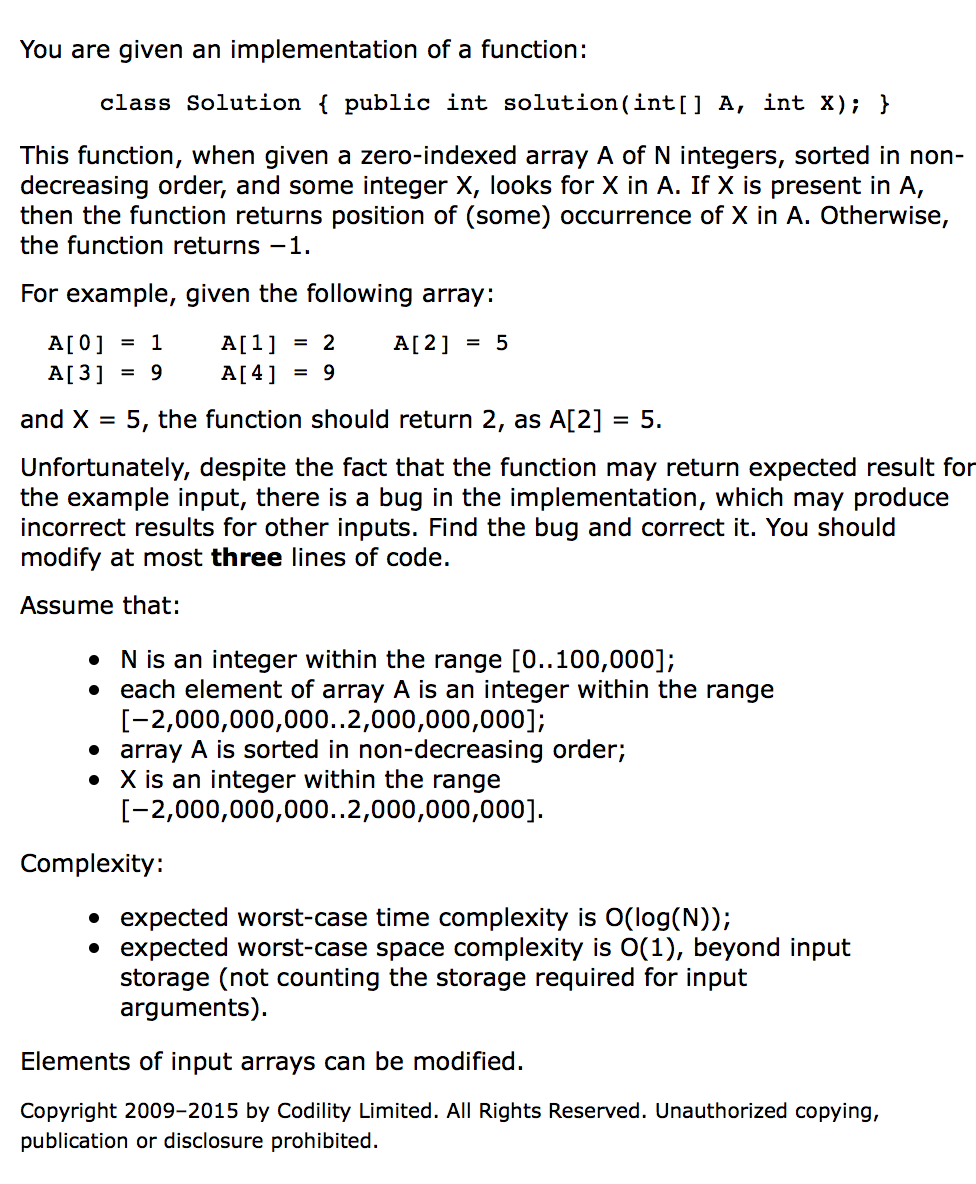 You are given an implementation of a function:
class Solution { public int solution(int[] A, int X); }
This function, when given a zero-indexed array A of N integers, sorted in non-
decreasing order, and some integer X, looks for X in A. If X is present in A,
then the function returns position of (some) occurrence of X in A. Otherwise,
the function returns −1.
For example, given the following array:
A[0] = 1    A[1] = 2    A[2] = 5
A[3] = 9    A[4] = 9
and X = 5, the function should return 2, as A[2] = 5.
Unfortunately, despite the fact that the function may return expected result for
the example input, there is a bug in the implementation, which may produce
incorrect results for other inputs. Find the bug and correct it. You should
modify at most three lines of code.
Assume that:
• N is an integer within the range [0..100,000];
• each element of array A is an integer within the range
[−2,000,000,000..2,000,000,000];
• array A is sorted in non-decreasing order;
• X is an integer within the range
[−2,000,000,000..2,000,000,000].
Complexity:
• expected worst-case time complexity is O(log(N));
• expected worst-case space complexity is O(1), beyond input
storage (not counting the storage required for input
arguments).
Elements of input arrays can be modified.
Copyright 2009–2015 by Codility Limited. All Rights Reserved. Unauthorized copying,
publication or disclosure prohibited.